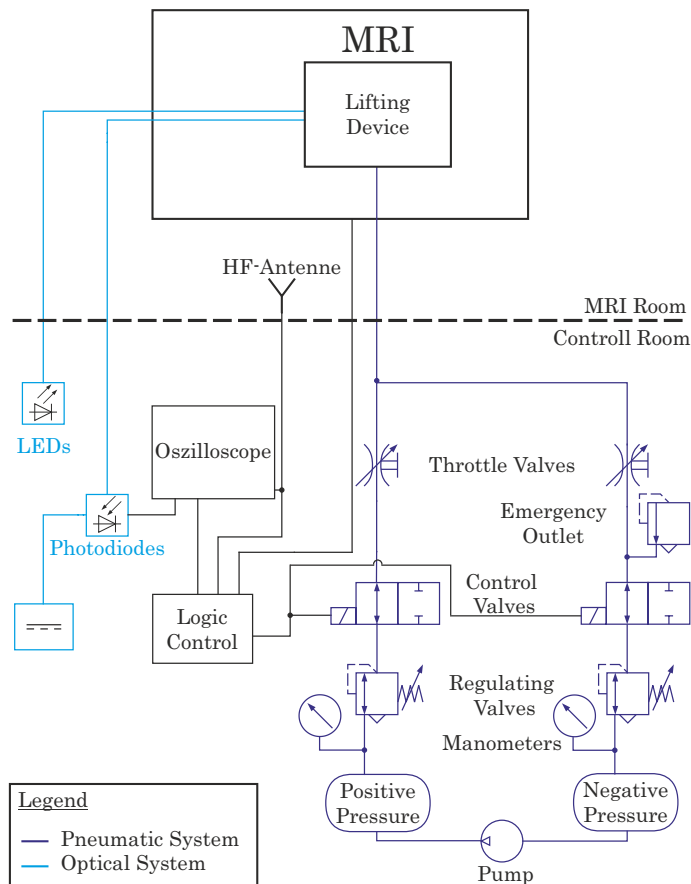 MRI
Lifting
Device
HF-Antenne
MRI Room
Controll Room
LEDs
Oszilloscope
Throttle Valves
Emergency
Outlet
Photodiodes
Control
Valves
Logic
Control
Regulating
Valves
Manometers
Positive
Pressure
Negative
Pressure
Pump
Legend
Pneumatic System
Optical System